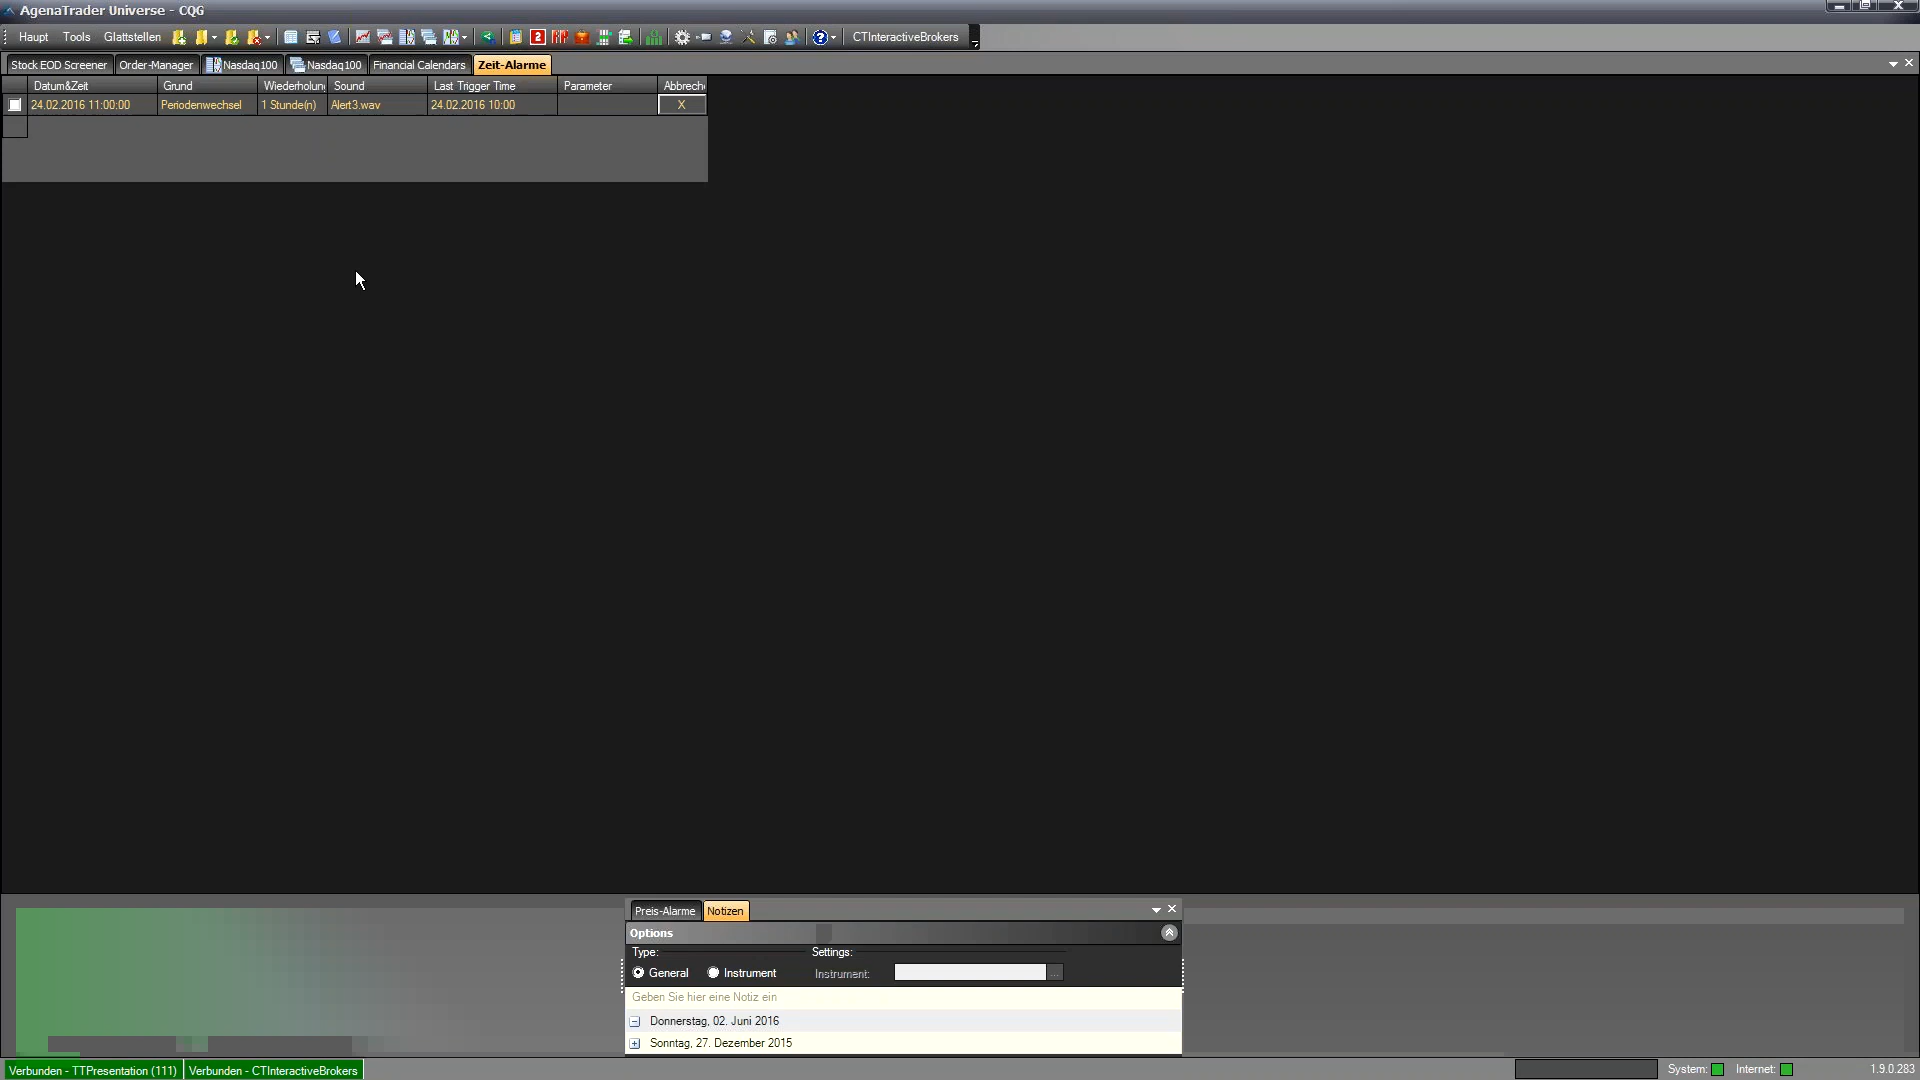 AgenaTrader Universe - CQG
Haupt Tools Glattstellen 2 CTInteractiveBrokers
Stock EOD Screener Order-Manager Nasdaq100 Nasdaq100 Financial Calendars Zeit-Alarme
Datum&Zeit Grund Wiederholun Sound Last Trigger Time Parameter Abbrech
24.02.2016 11:00:00 Periodenwechsel 1 Stunde(n) Alert3.wav 24.02.2016 10:00 X
Preis-Alarme Notizen
Options
Type: Settings:
General Instrument Instrument: ...
Geben Sie hier eine Notiz ein
Donnerstag, 02. Juni 2016
Sonntag, 27. Dezember 2015
Verbunden - TTPresentation (111) Verbunden - CTInteractiveBrokers System: Internet: 1.9.0.283